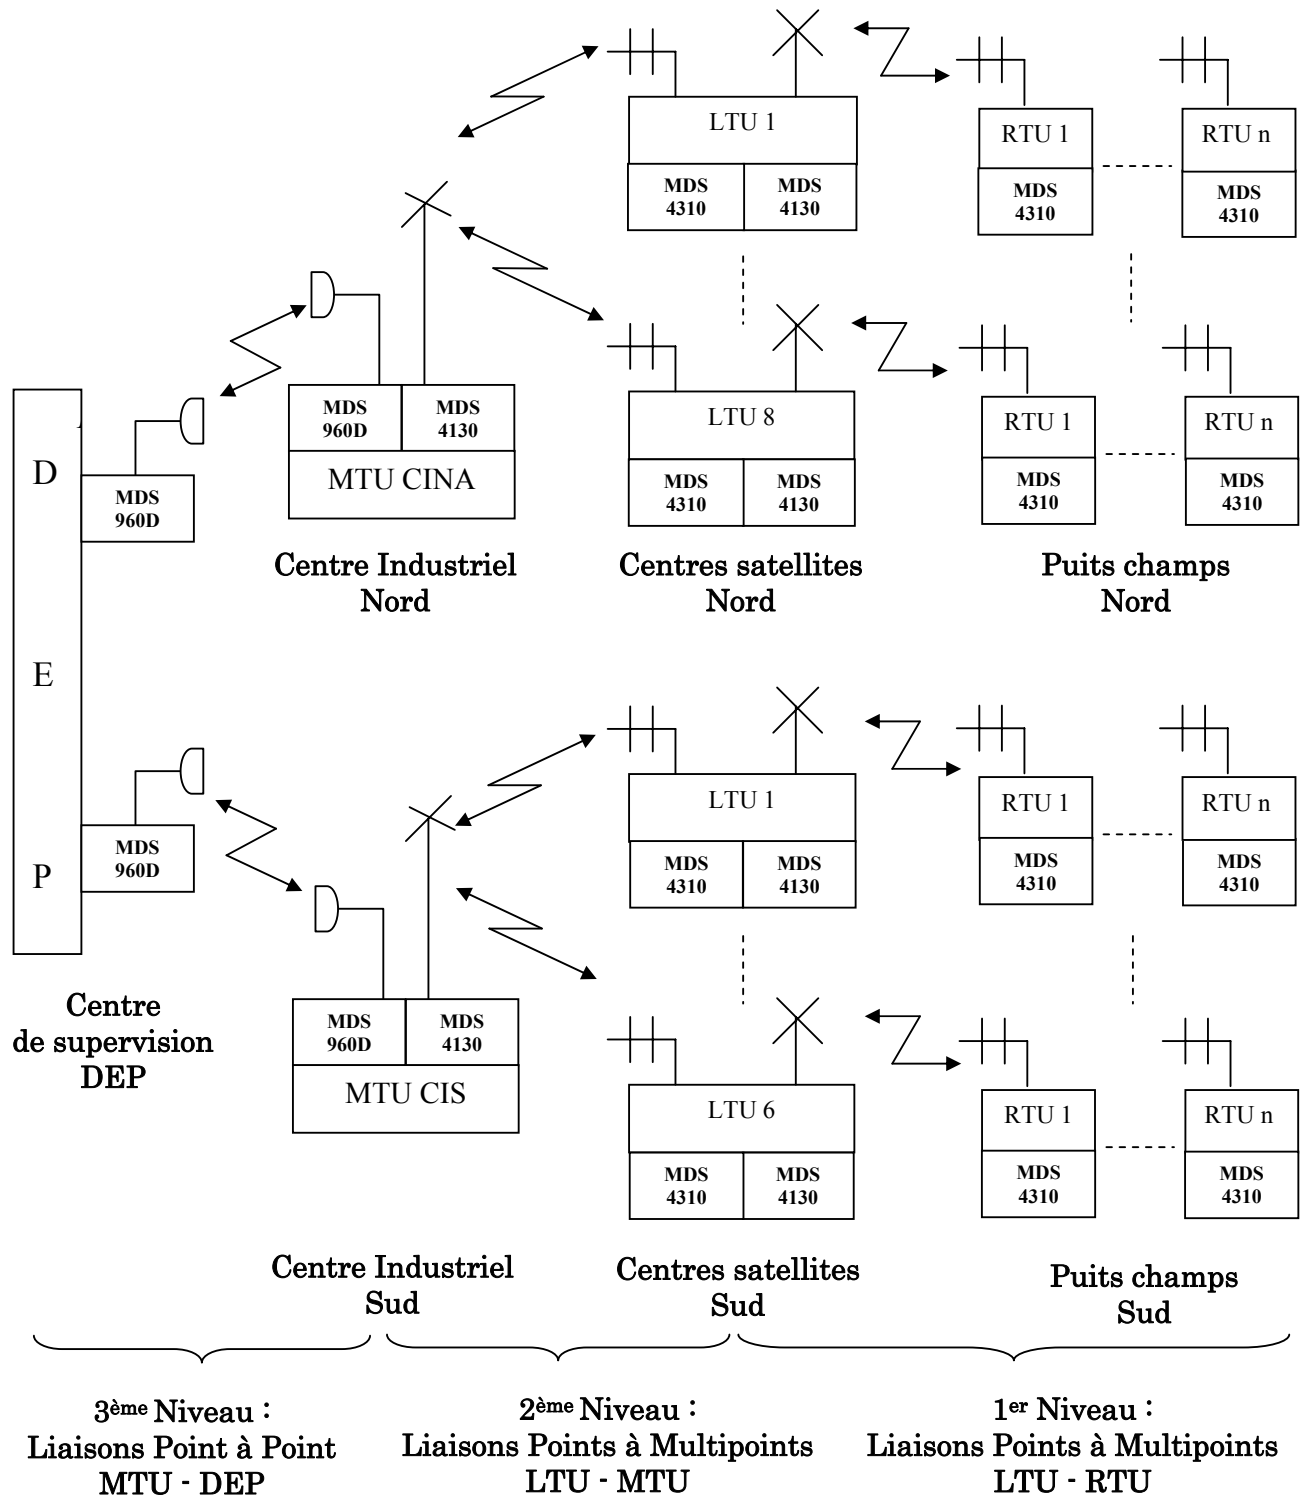 LTU 1
MDS
4310
MDS
4130
RTU 1
MDS
4310
RTU n
MDS
4310
LTU 8
MDS
4310
MDS
4130
RTU 1
MDS
4310
RTU n
MDS
4310
MDS
960D
MDS
4130
MTU CINA
D
E
P
MDS
960D
Centre Industriel
Nord
Centres satellites
Nord
Puits champs
Nord
MDS
960D
LTU 1
MDS
4310
MDS
4130
RTU 1
MDS
4310
RTU n
MDS
4310
Centre
de supervision
DEP
MDS
960D
MDS
4130
MTU CIS
LTU 6
MDS
4310
MDS
4130
RTU 1
MDS
4310
RTU n
MDS
4310
Centre Industriel
Sud
Centres satellites
Sud
Puits champs
Sud
3ème Niveau :
Liaisons Point à Point
MTU - DEP
2ème Niveau :
Liaisons Points à Multipoints
LTU - MTU
1er Niveau :
Liaisons Points à Multipoints
LTU - RTU